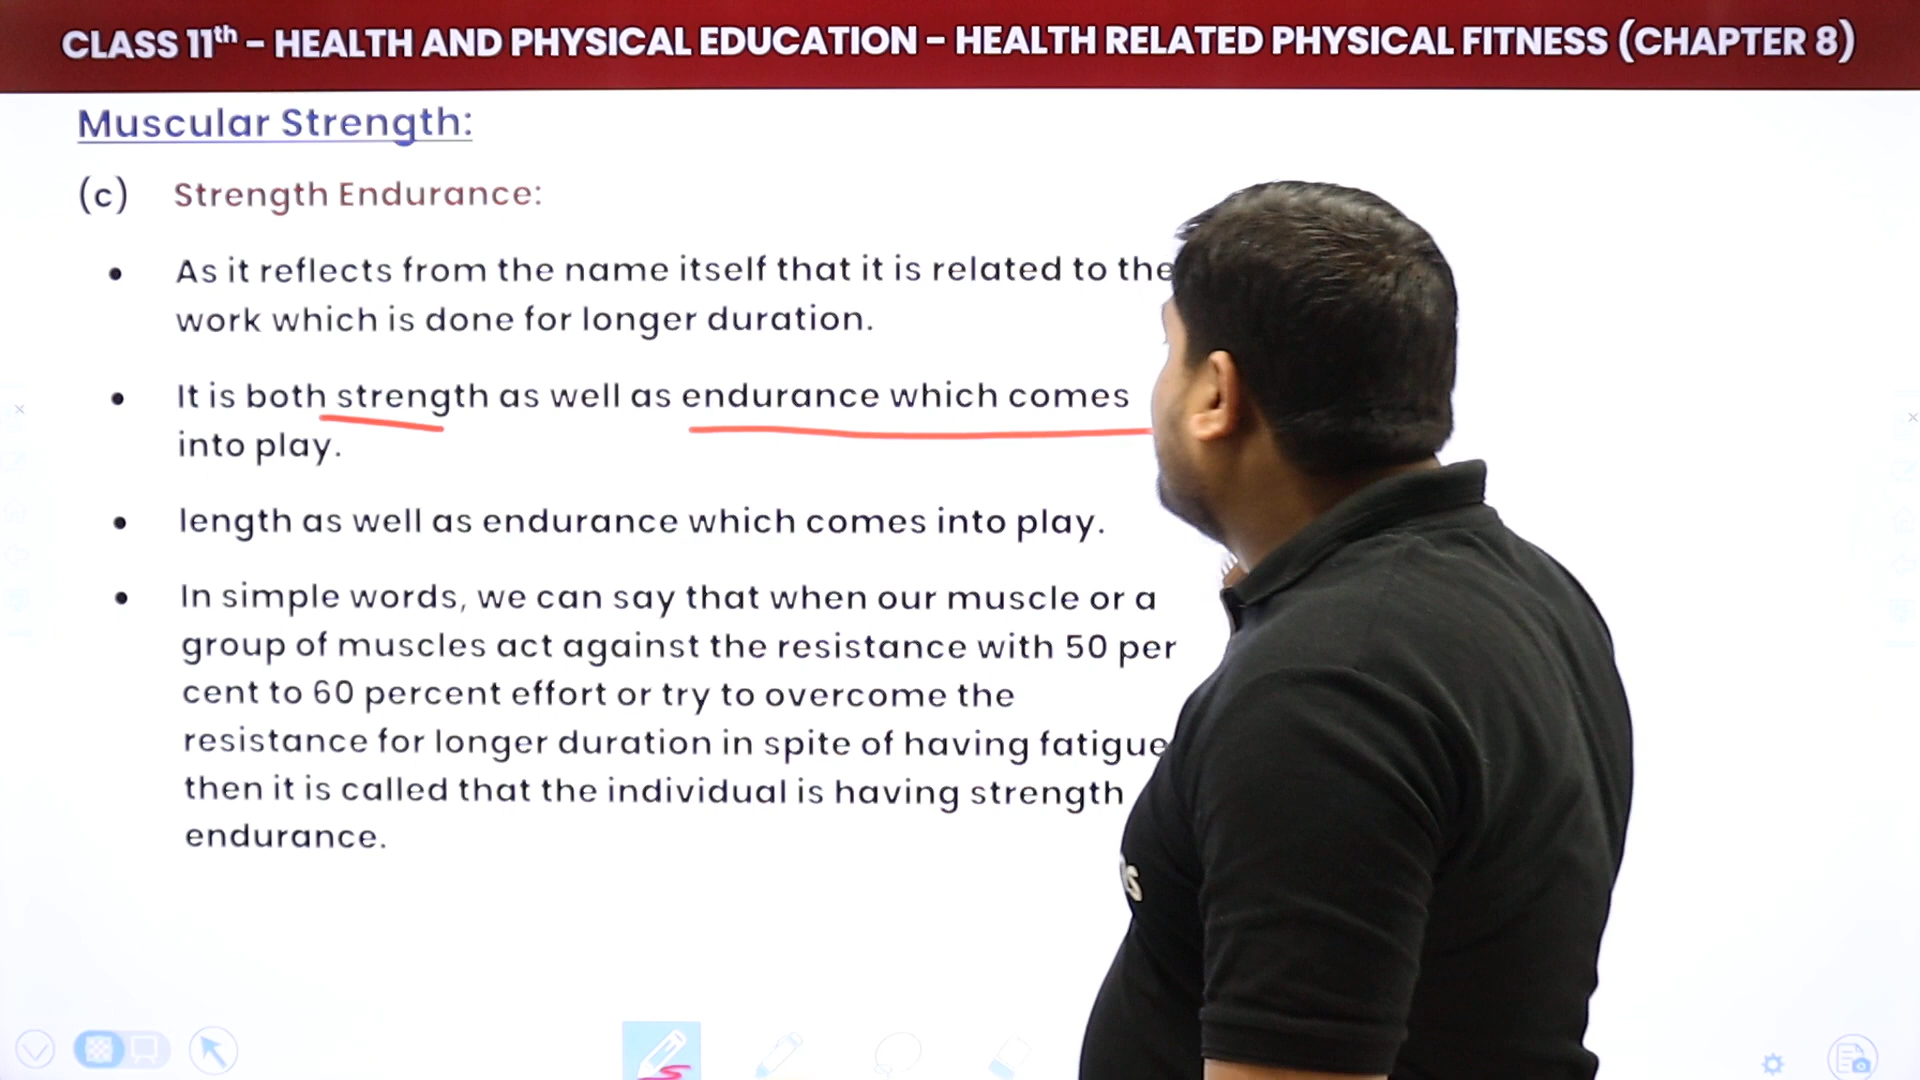 CLASS 11th – HEALTH AND PHYSICAL EDUCATION – HEALTH RELATED PHYSICAL FITNESS (CHAPTER 8)
Muscular Strength:
(c) Strength Endurance:
• As it reflects from the name itself that it is related to the
work which is done for longer duration.
• It is both strength as well as endurance which comes
into play.
• length as well as endurance which comes into play.
• In simple words, we can say that when our muscle or a
group of muscles act against the resistance with 50 per
cent to 60 percent effort or try to overcome the
resistance for longer duration in spite of having fatigue
then it is called that the individual is having strength
endurance.